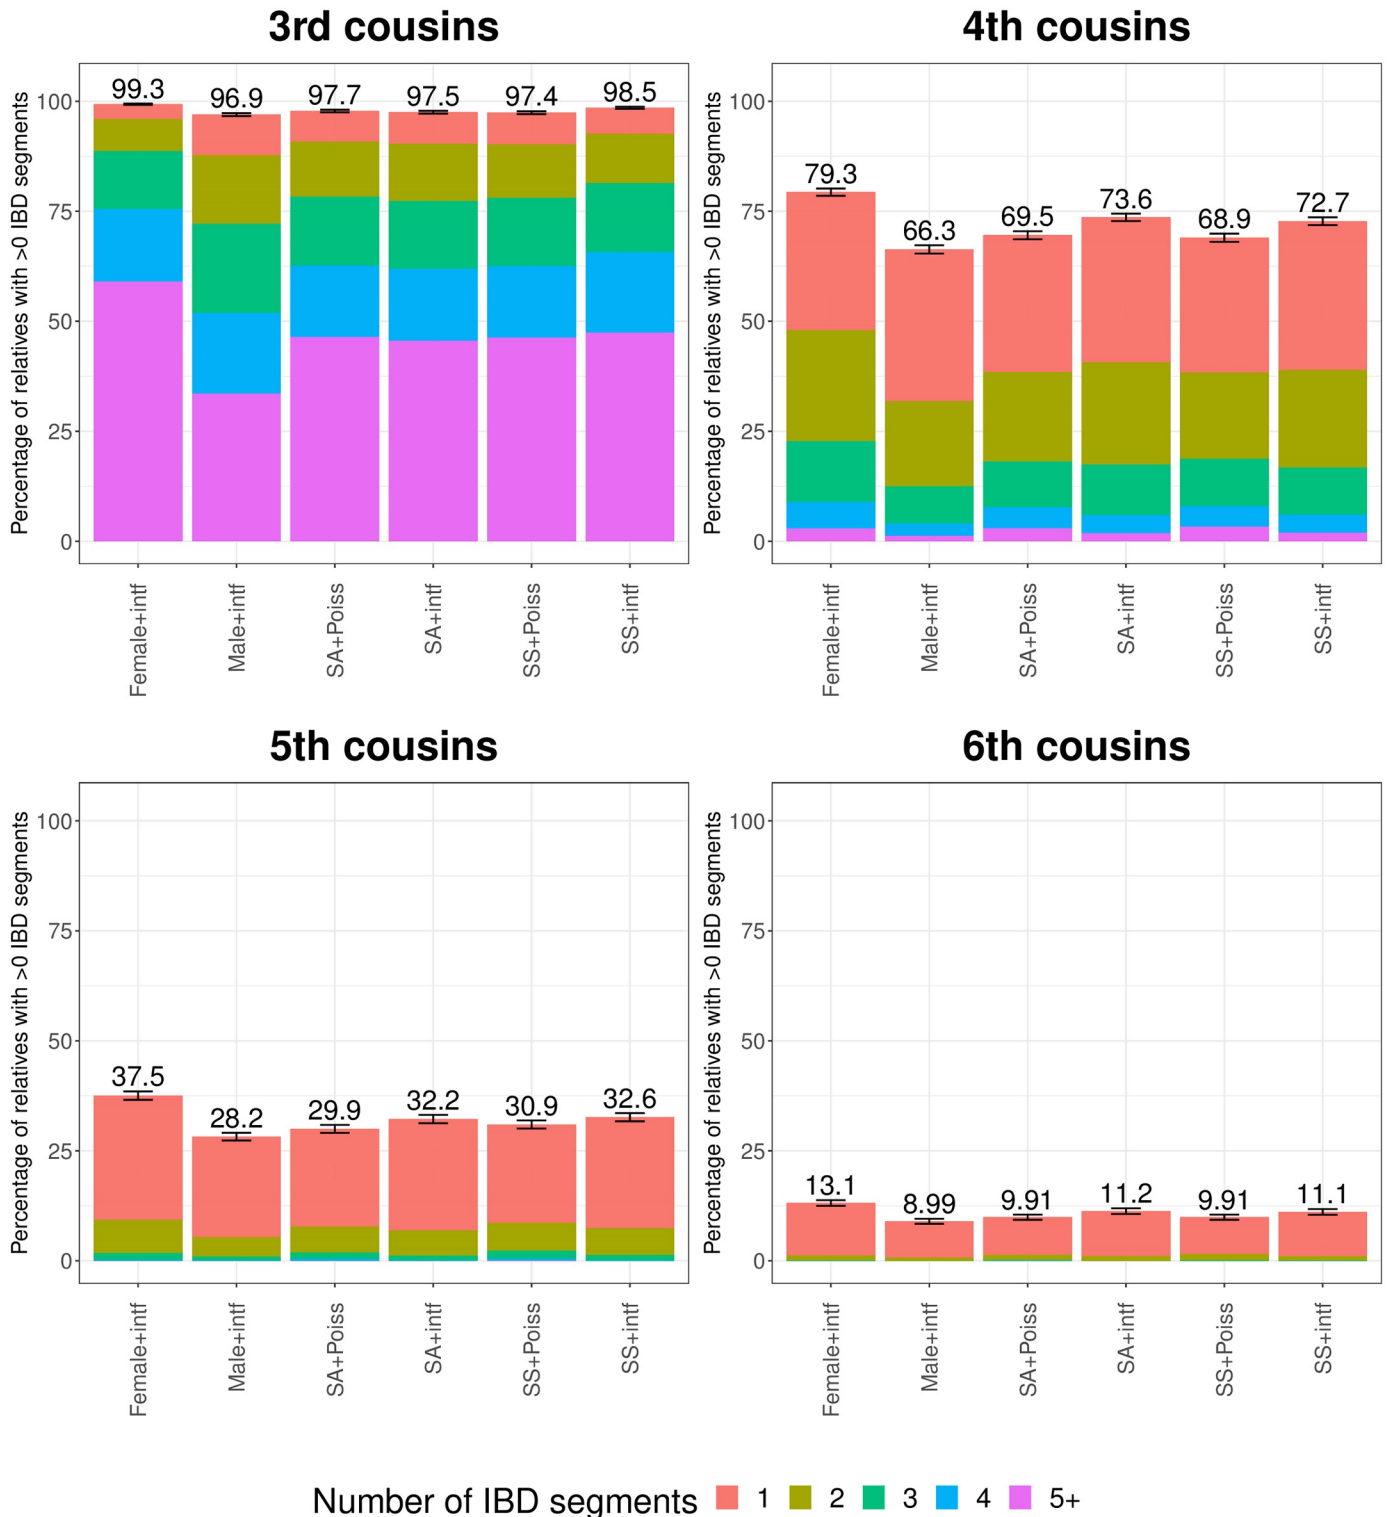 3rd cousins
Percentage of relatives with >0 IBD segments
100
75
50
25
0
99.3
96.9
97.7
97.5
97.4
98.5
Female+intf
Male+intf
SA+Poiss
SA+intf
SS+Poiss
SS+intf
4th cousins
Percentage of relatives with >0 IBD segments
100
75
50
25
0
79.3
66.3
69.5
73.6
68.9
72.7
Female+intf
Male+intf
SA+Poiss
SA+intf
SS+Poiss
SS+intf
5th cousins
Percentage of relatives with >0 IBD segments
100
75
50
25
0
37.5
28.2
29.9
32.2
30.9
32.6
Female+intf
Male+intf
SA+Poiss
SA+intf
SS+Poiss
SS+intf
6th cousins
Percentage of relatives with >0 IBD segments
100
75
50
25
0
13.1
8.99
9.91
11.2
9.91
11.1
Female+intf
Male+intf
SA+Poiss
SA+intf
SS+Poiss
SS+intf
Number of IBD segments 1 2 3 4 5+